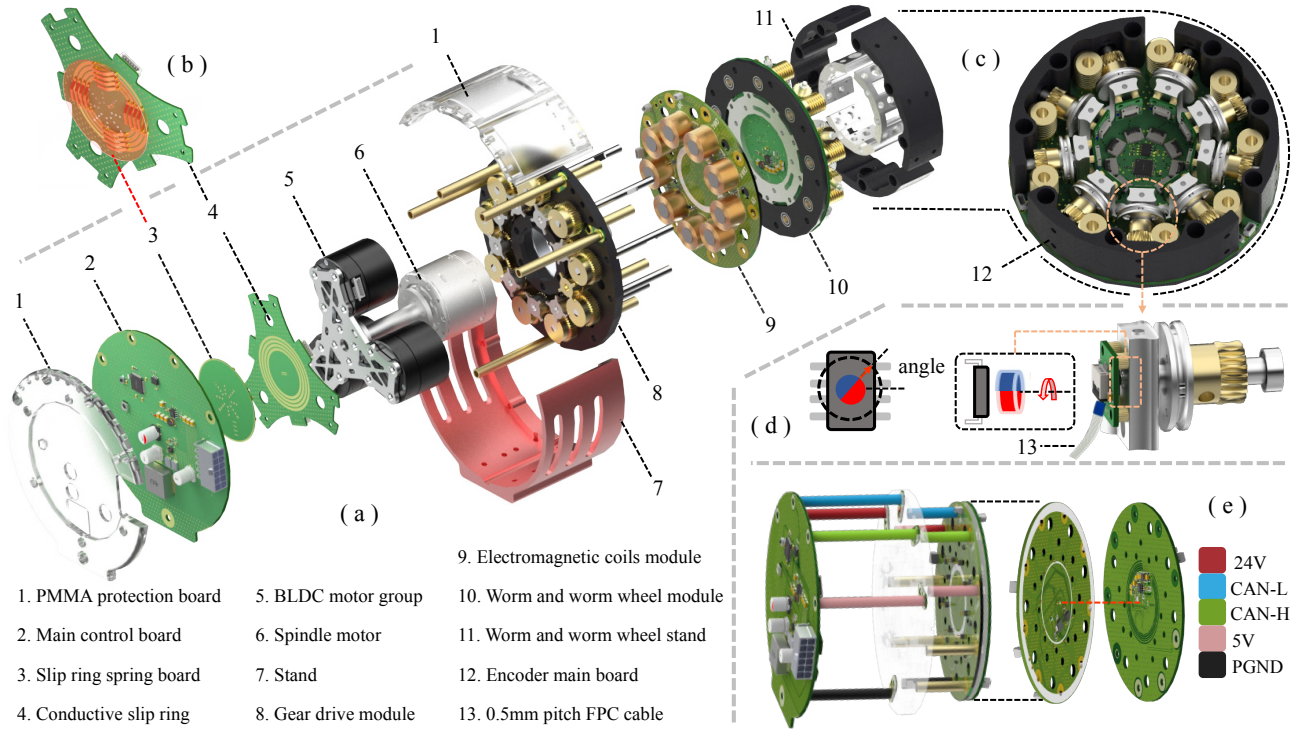 ( b )
1
11
( c )
6
5
4
3
2
1
12
10
9
8
7
( a )
angle
( d )
13
( e )
24V
CAN-L
CAN-H
5V
PGND
1. PMMA protection board
2. Main control board
3. Slip ring spring board
4. Conductive slip ring
5. BLDC motor group
6. Spindle motor
7. Stand
8. Gear drive module
9. Electromagnetic coils module
10. Worm and worm wheel module
11. Worm and worm wheel stand
12. Encoder main board
13. 0.5mm pitch FPC cable